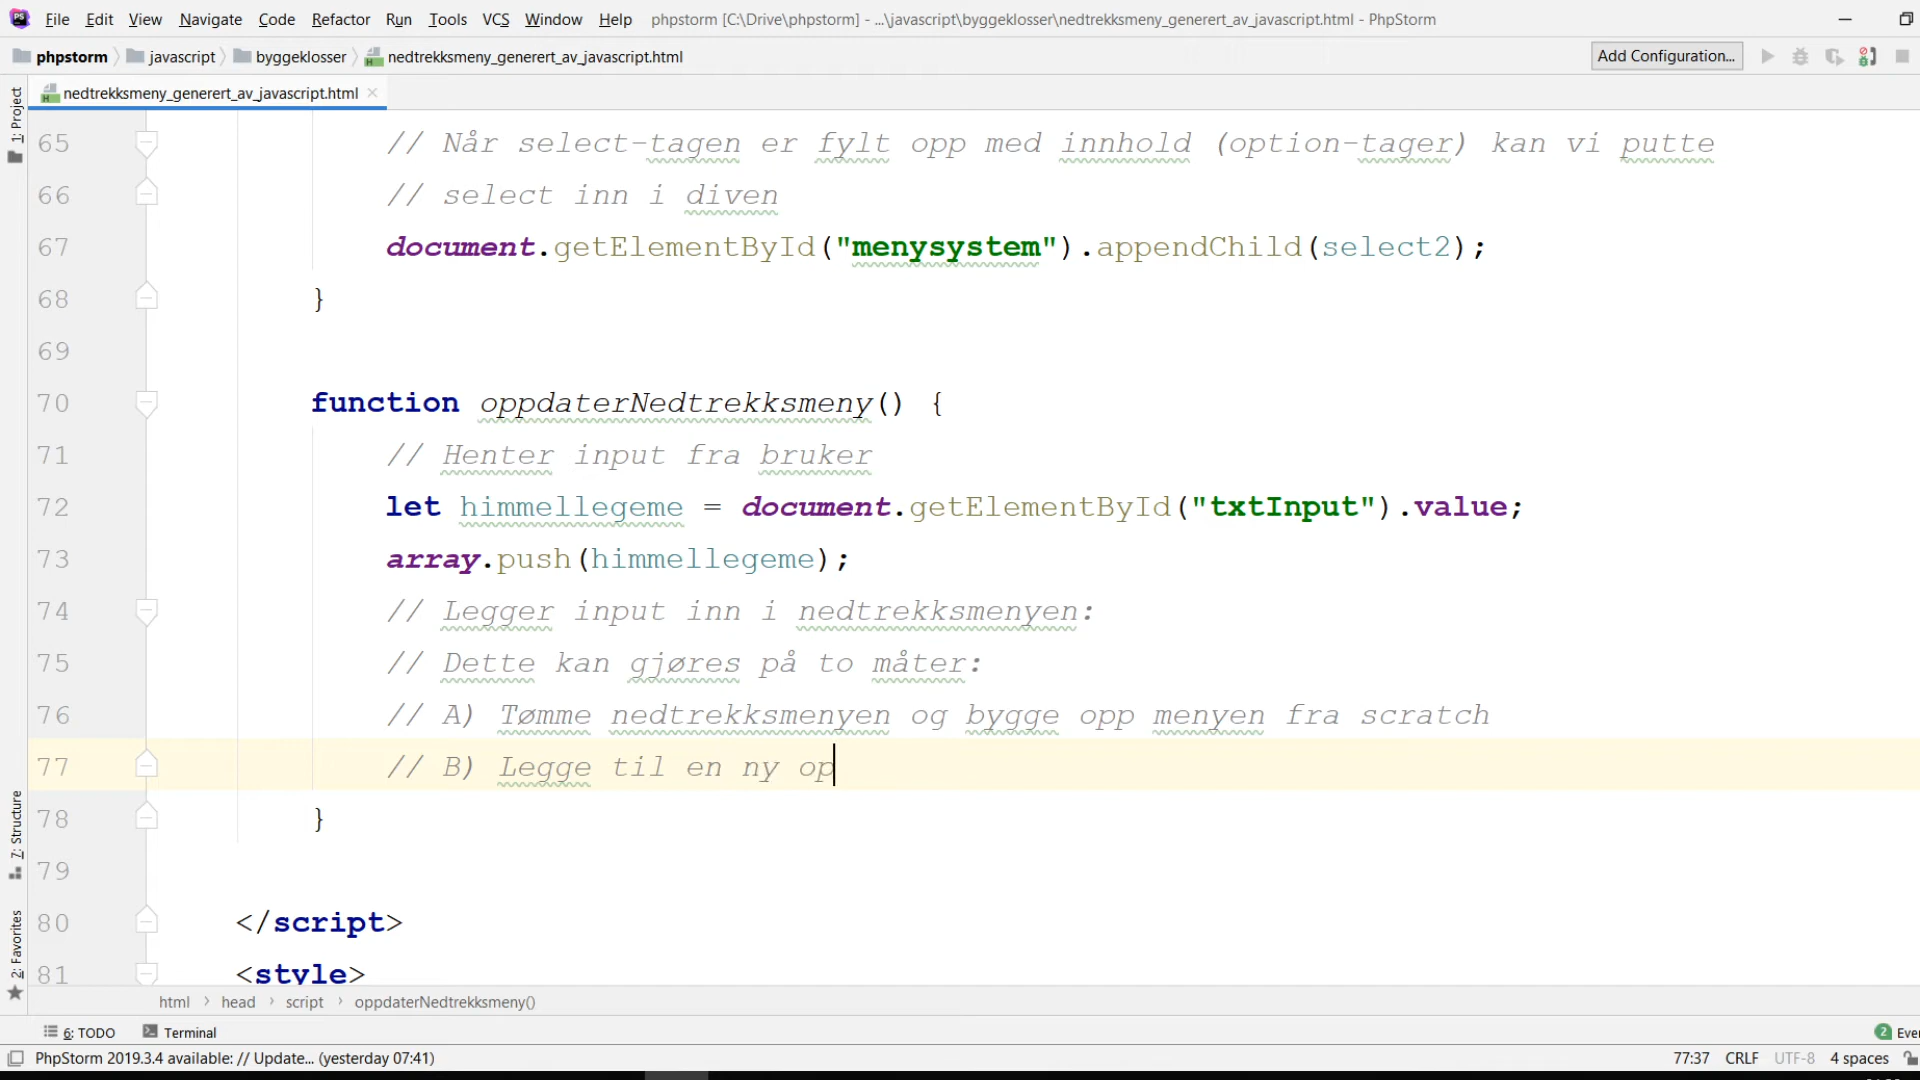 File Edit View Navigate Code Refactor Run Tools VCS Window Help phpstorm [C:\Drive\phpstorm] - ...\javascript\byggeklosser\nedtrekksmeny_generert_av_javascript.html - PhpStorm
phpstorm javascript byggeklosser nedtrekksmeny_generert_av_javascript.html Add Configuration...
nedtrekksmeny_generert_av_javascript.html
1: Project
65 // Når select-tagen er fylt opp med innhold (option-tager) kan vi putte
66 // select inn i diven
67 document.getElementById("menysystem").appendChild(select2);
68 }
69
70 function oppdaterNedtrekksmeny() {
71 // Henter input fra bruker
72 let himmellegeme = document.getElementById("txtInput").value;
73 array.push(himmellegeme);
74 // Legger input inn i nedtrekksmenyen:
75 // Dette kan gjøres på to måter:
76 // A) Tømme nedtrekksmenyen og bygge opp menyen fra scratch
77 // B) Legge til en ny op
78 }
79
80 </script>
81 <style>
7: Structure
2: Favorites
html head script oppdaterNedtrekksmeny()
6: TODO Terminal 2 Ever
PhpStorm 2019.3.4 available: // Update... (yesterday 07:41) 77:37 CRLF UTF-8 4 spaces